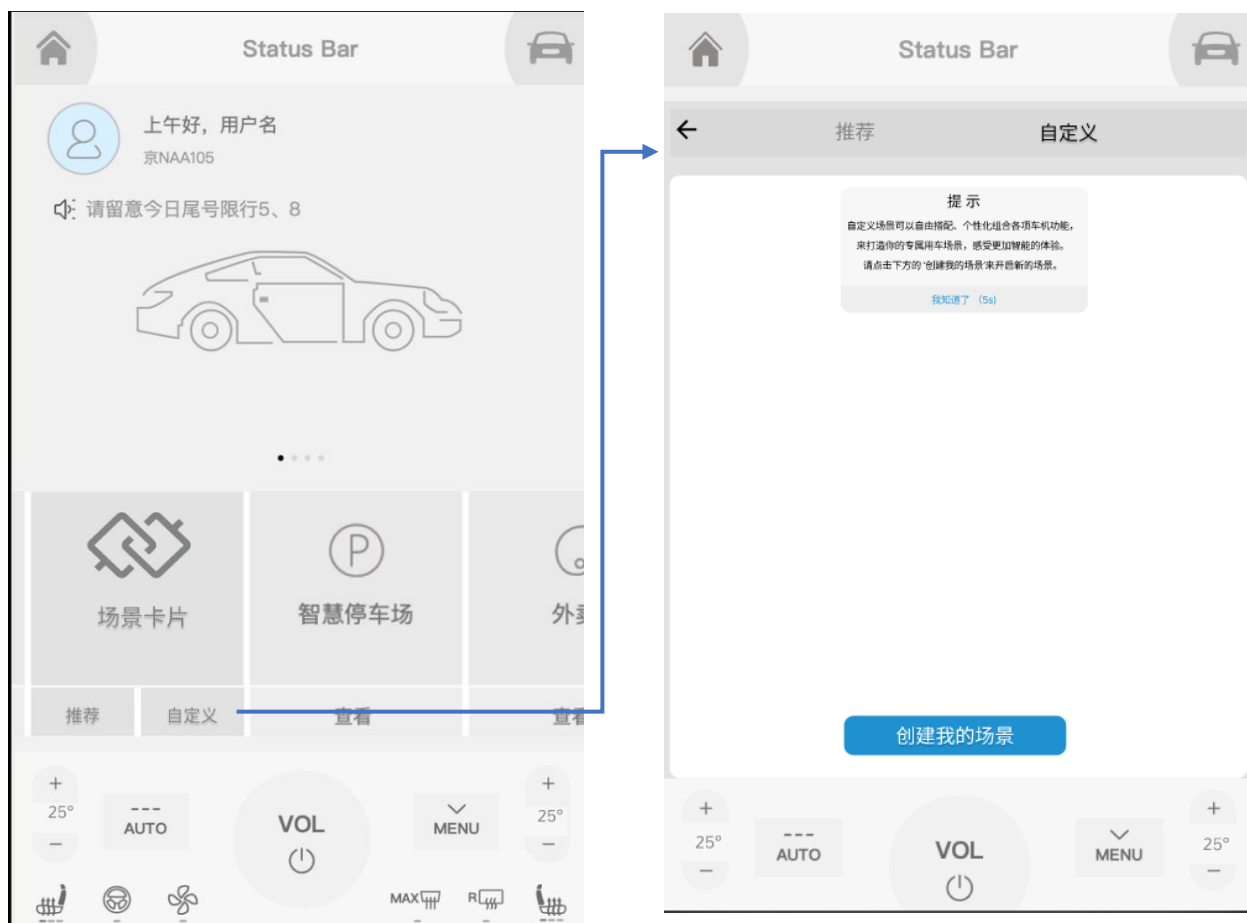 Status Bar
上午好，用户名
京NAA105
请留意今日尾号限行5、8
场景卡片
智慧停车场
外卖
推荐
自定义
查看
查看
+
25°
−
---
AUTO
VOL
MENU
+
25°
−
MAX
R
Status Bar
推荐
自定义
提示
自定义场景可以自由搭配、个性化组合各项车机功能，
来打造你的专属用车场景，感受更加智能的体验。
请点击下方的'创建我的场景'来开启新的场景。
我知道了 （5s）
创建我的场景
+
25°
−
---
AUTO
VOL
MENU
+
25°
−